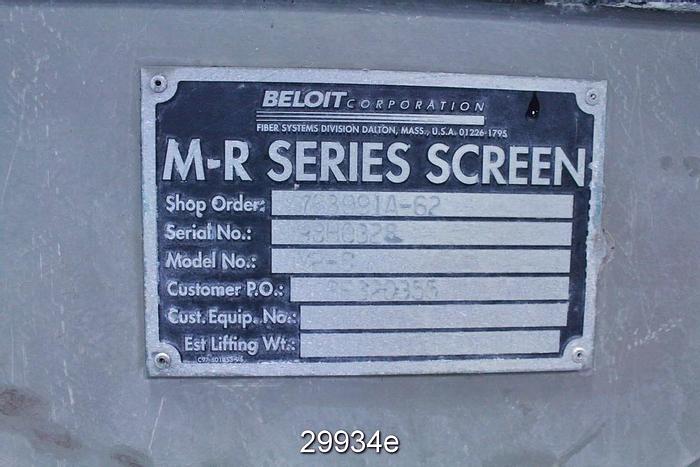 BELOIT CORPORATION
FIBER SYSTEMS DIVISION DALTON, MASS., U.S.A. 01226-1795
M-R SERIES SCREEN
Shop Order:
Serial No.:
Model No.:
Customer P.O.:
Cust. Equip. No.:
Est Lifting Wt.:
29934e